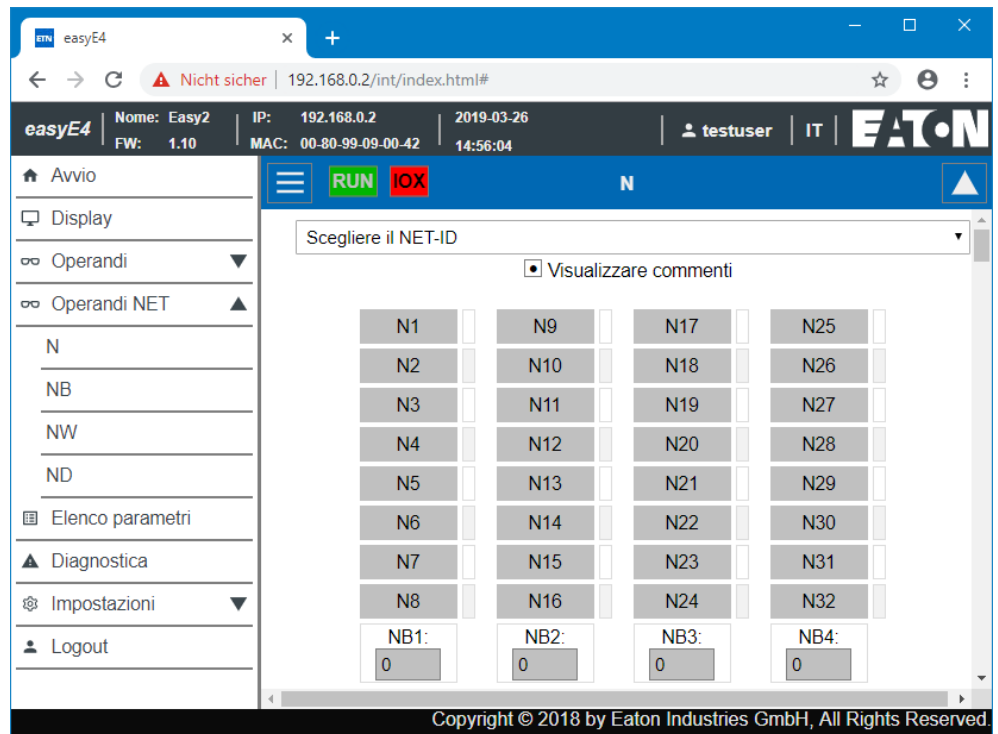 ETN easyE4
Nicht sicher 192.168.0.2/int/index.html#
easyE4
Nome: Easy2
FW: 1.10
IP: 192.168.0.2
MAC: 00-80-99-09-00-42
2019-03-26
14:56:04
testuser
IT
EATON
Avvio
Display
Operandi
Operandi NET
N
NB
NW
ND
Elenco parametri
Diagnostica
Impostazioni
Logout
RUN IOX N
Scegliere il NET-ID
Visualizzare commenti
N1 N9 N17 N25
N2 N10 N18 N26
N3 N11 N19 N27
N4 N12 N20 N28
N5 N13 N21 N29
N6 N14 N22 N30
N7 N15 N23 N31
N8 N16 N24 N32
NB1: NB2: NB3: NB4:
0 0 0 0
Copyright © 2018 by Eaton Industries GmbH, All Rights Reserved.